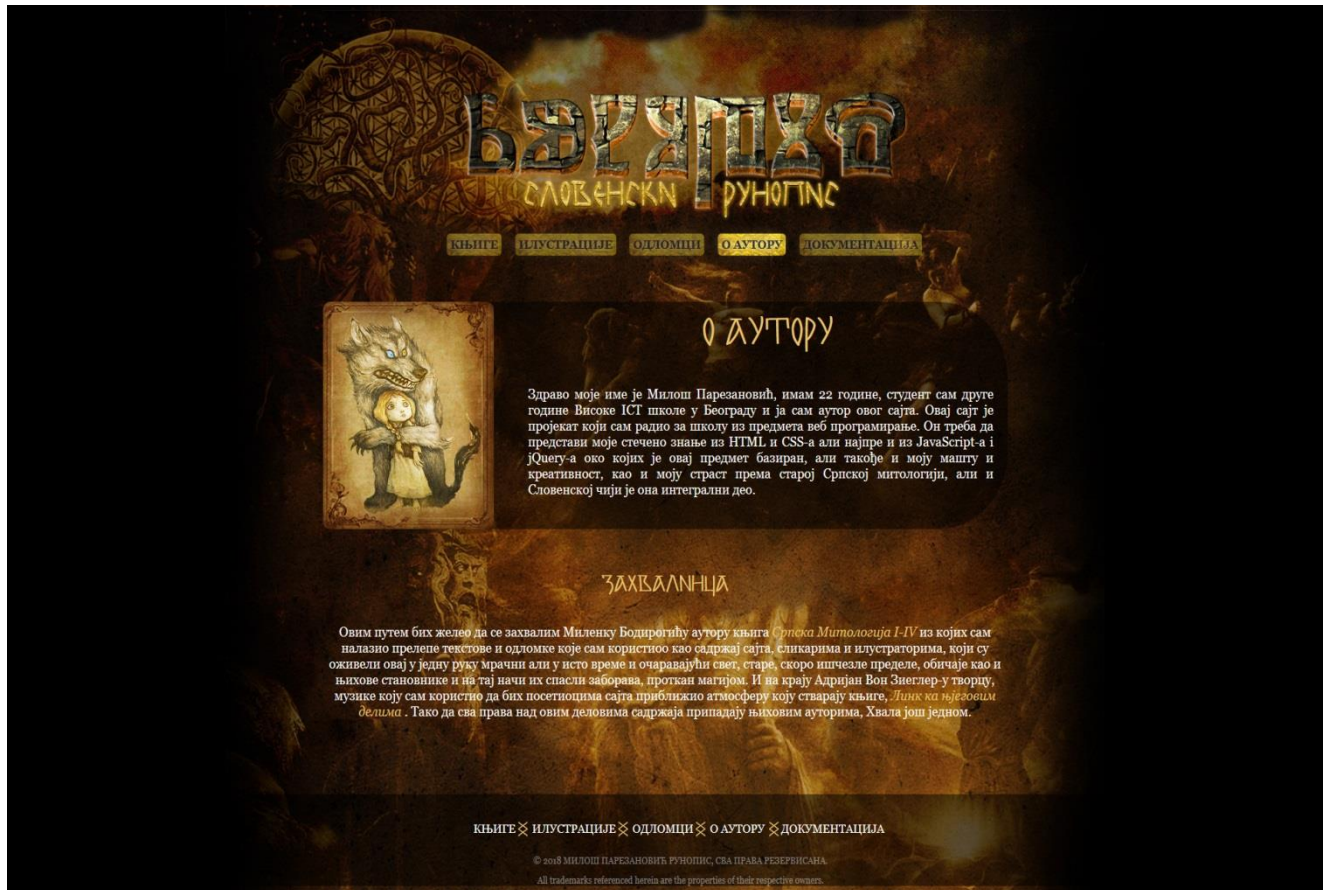 СЛОВЕНСКИ РУНОПИС
КЊИГЕ ИЛУСТРАЦИЈЕ ОДЛОМЦИ О АУТОРУ ДОКУМЕНТАЦИЈА
О АУТОРУ
Здраво моје име је Милош Парезановић, имам 22 године, студент сам друге
године Високе ICT школе у Београду и ја сам аутор овог сајта. Овај сајт је
пројекат који сам радио за школу из предмета веб програмирање. Он треба да
представи моје стечено знање из HTML и CSS-а али најпре и из JavaScript-а и
jQuery-а око којих је овај предмет базиран, али такође и моју машту и
креативност, као и моју страст према старој Српској митологији, али и
Словенској чији је она интегрални део.
ЗАХВАЛИНЦА
Овим путем бих желео да се захвалим Миленку Бодирогићу аутору књига Српска Митологија I-IV из којих сам
налазио прелепе текстове и одломке које сам користиоо као садржај сајта, сликарима и илустраторима, који су
оживели овај у једну руку мрачни али у исто време и очаравајући свет, старе, скоро ишчезле пределе, обичаје као и
њихове становнике и на тај начи их спасли заборава, проткан магијом. И на крају Адријан Вон Зиеглер-у творцу,
музике коју сам користио да бих посетиоцима сајта приближио атмосферу коју стварају књиге, Линк ка његовим
делима . Тако да сва права над овим деловима садржаја припадају њиховим ауторима, Хвала још једном.
КЊИГЕ ИЛУСТРАЦИЈЕ ОДЛОМЦИ О АУТОРУ ДОКУМЕНТАЦИЈА
© 2018 МИЛОШ ПАРЕЗАНОВИЋ РУНОПИС, СВА ПРАВА РЕЗЕРВИСАНА.
All trademarks referenced herein are the properties of their respective owners.